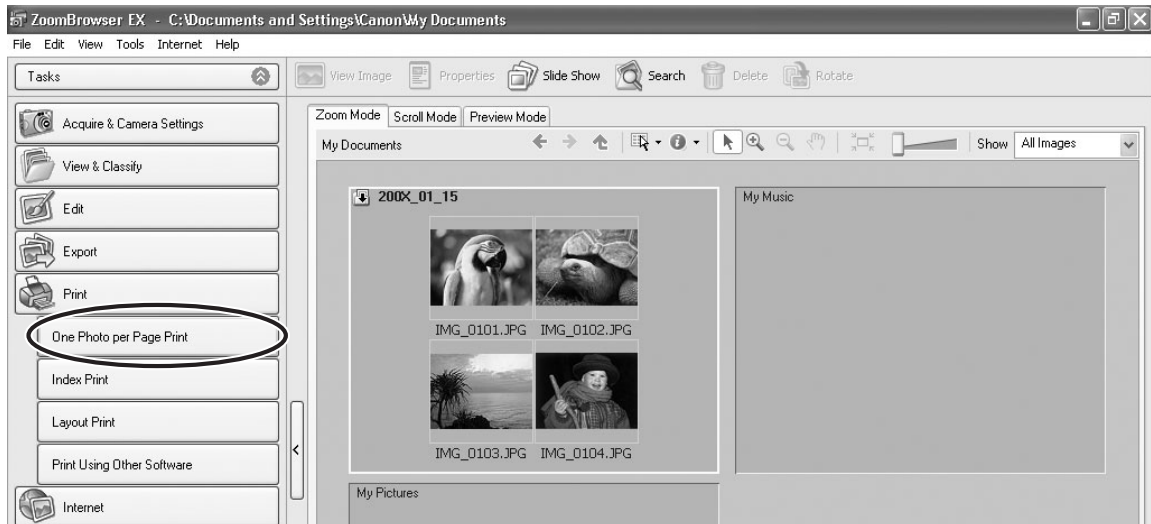 ZoomBrowser EX - C:\Documents and Settings\Canon\My Documents
File Edit View Tools Internet Help
Tasks
View Image Properties Slide Show Search Delete Rotate
Acquire & Camera Settings
View & Classify
Edit
Export
Print
One Photo per Page Print
Index Print
Layout Print
Print Using Other Software
Internet
Zoom Mode Scroll Mode Preview Mode
My Documents Show All Images
200X_01_15
IMG_0101.JPG IMG_0102.JPG
IMG_0103.JPG IMG_0104.JPG
My Music
My Pictures